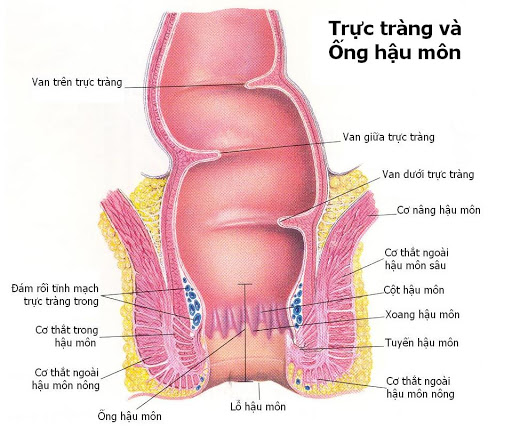 Trực tràng và
Ống hậu môn
Van trên trực tràng
Van giữa trực tràng
Van dưới trực tràng
Cơ nâng hậu môn
Cơ thắt ngoài
hậu môn sâu
Đám rối tĩnh mạch
trực tràng trong
Cột hậu môn
Xoang hậu môn
Cơ thắt trong
hậu môn
Tuyến hậu môn
Cơ thắt ngoài
hậu môn nông
Cơ thắt ngoài
hậu môn nông
Ống hậu môn
Lỗ hậu môn